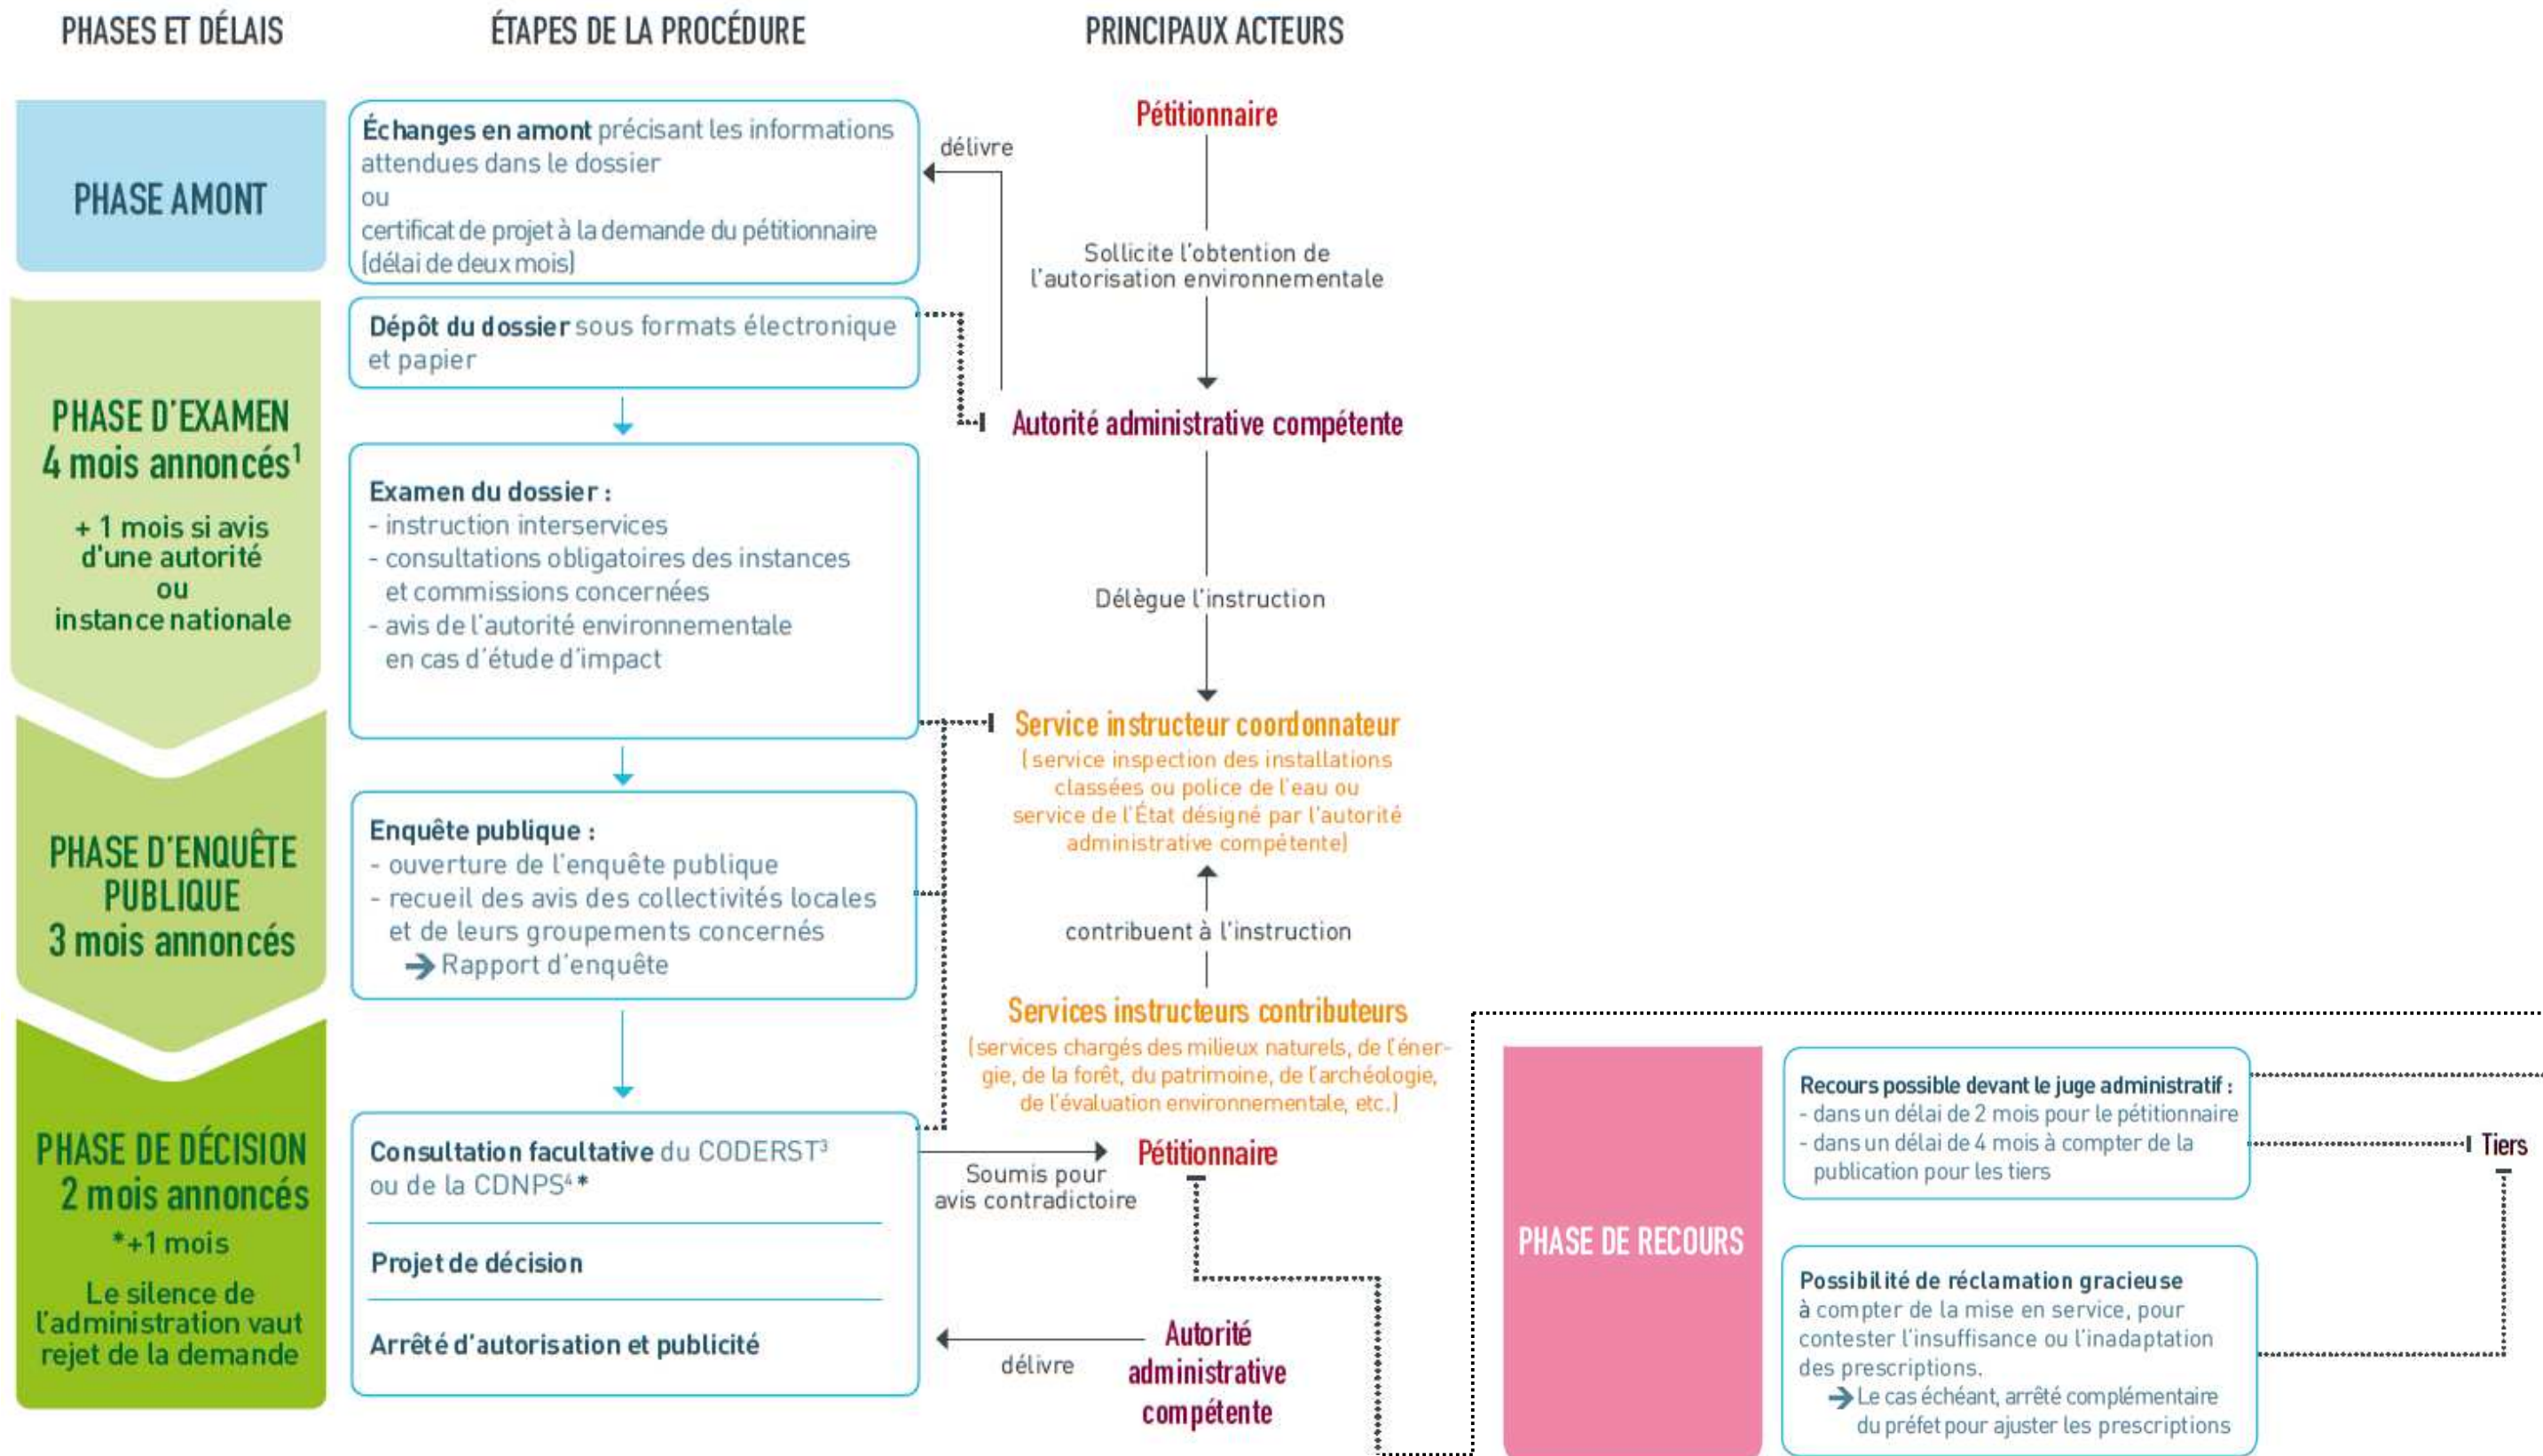 PHASES ET DÉLAIS
ÉTAPES DE LA PROCÉDURE
PRINCIPAUX ACTEURS
PHASE AMONT
Échanges en amont précisant les informations
attendues dans le dossier
ou
certificat de projet à la demande du pétitionnaire
(délai de deux mois)
délivre
Pétitionnaire
Sollicite l'obtention de
l'autorisation environnementale
PHASE D'EXAMEN
4 mois annoncés¹
+ 1 mois si avis
d'une autorité
ou
instance nationale
Dépôt du dossier sous formats électronique
et papier
Autorité administrative compétente
Examen du dossier :
- instruction interservices
- consultations obligatoires des instances
et commissions concernées
- avis de l'autorité environnementale
en cas d'étude d'impact
Délègue l'instruction
Service instructeur coordonnateur
(service inspection des installations
classées ou police de l'eau ou
service de l'État désigné par l'autorité
administrative compétente)
PHASE D'ENQUÊTE
PUBLIQUE
3 mois annoncés
Enquête publique :
- ouverture de l'enquête publique
- recueil des avis des collectivités locales
et de leurs groupements concernés
➔ Rapport d'enquête
contribuent à l'instruction
Services instructeurs contributeurs
(services chargés des milieux naturels, de l'éner-
gie, de la forêt, du patrimoine, de l'archéologie,
de l'évaluation environnementale, etc.)
PHASE DE DÉCISION
2 mois annoncés
*+1 mois
Le silence de
l'administration vaut
rejet de la demande
Consultation facultative du CODERST³
ou de la CDNPS⁴*
Projet de décision
Arrêté d'autorisation et publicité
Soumis pour
avis contradictoire
Pétitionnaire
délivre
Autorité
administrative
compétente
PHASE DE RECOURS
Recours possible devant le juge administratif :
- dans un délai de 2 mois pour le pétitionnaire
- dans un délai de 4 mois à compter de la
publication pour les tiers
Tiers
Possibilité de réclamation gracieuse
à compter de la mise en service, pour
contester l'insuffisance ou l'inadaptation
des prescriptions.
➔ Le cas échéant, arrêté complémentaire
du préfet pour ajuster les prescriptions